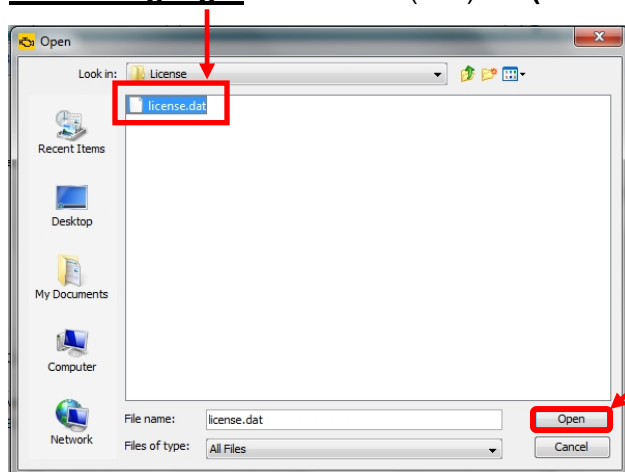 Open
Look in: License
license.dat
Recent Items
Desktop
My Documents
Computer
Network
File name: license.dat Open
Files of type: All Files Cancel